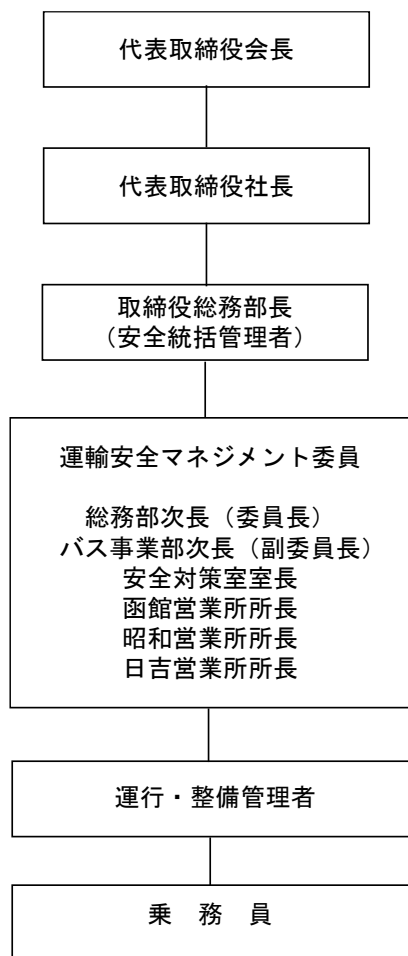 代表取締役会長
代表取締役社長
取締役総務部長
（安全統括管理者）
運輸安全マネジメント委員
総務部次長（委員長）
バス事業部次長（副委員長）
安全対策室室長
函館営業所所長
昭和営業所所長
日吉営業所所長
運行・整備管理者
乗　務　員